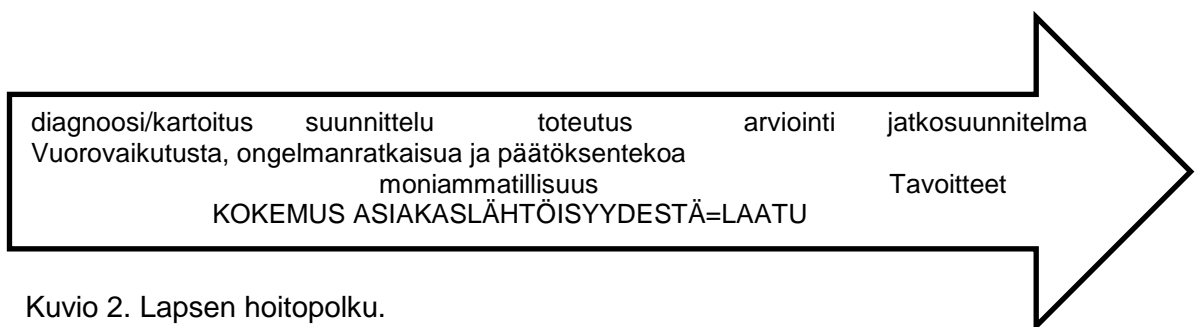 diagnoosi/kartoitus suunnittelu toteutus arviointi jatkosuunnitelma
Vuorovaikutusta, ongelmanratkaisua ja päätöksentekoa
moniammatillisuus Tavoitteet
KOKEMUS ASIAKASLÄHTÖISYYDESTÄ=LAATU
Kuvio 2. Lapsen hoitopolku.